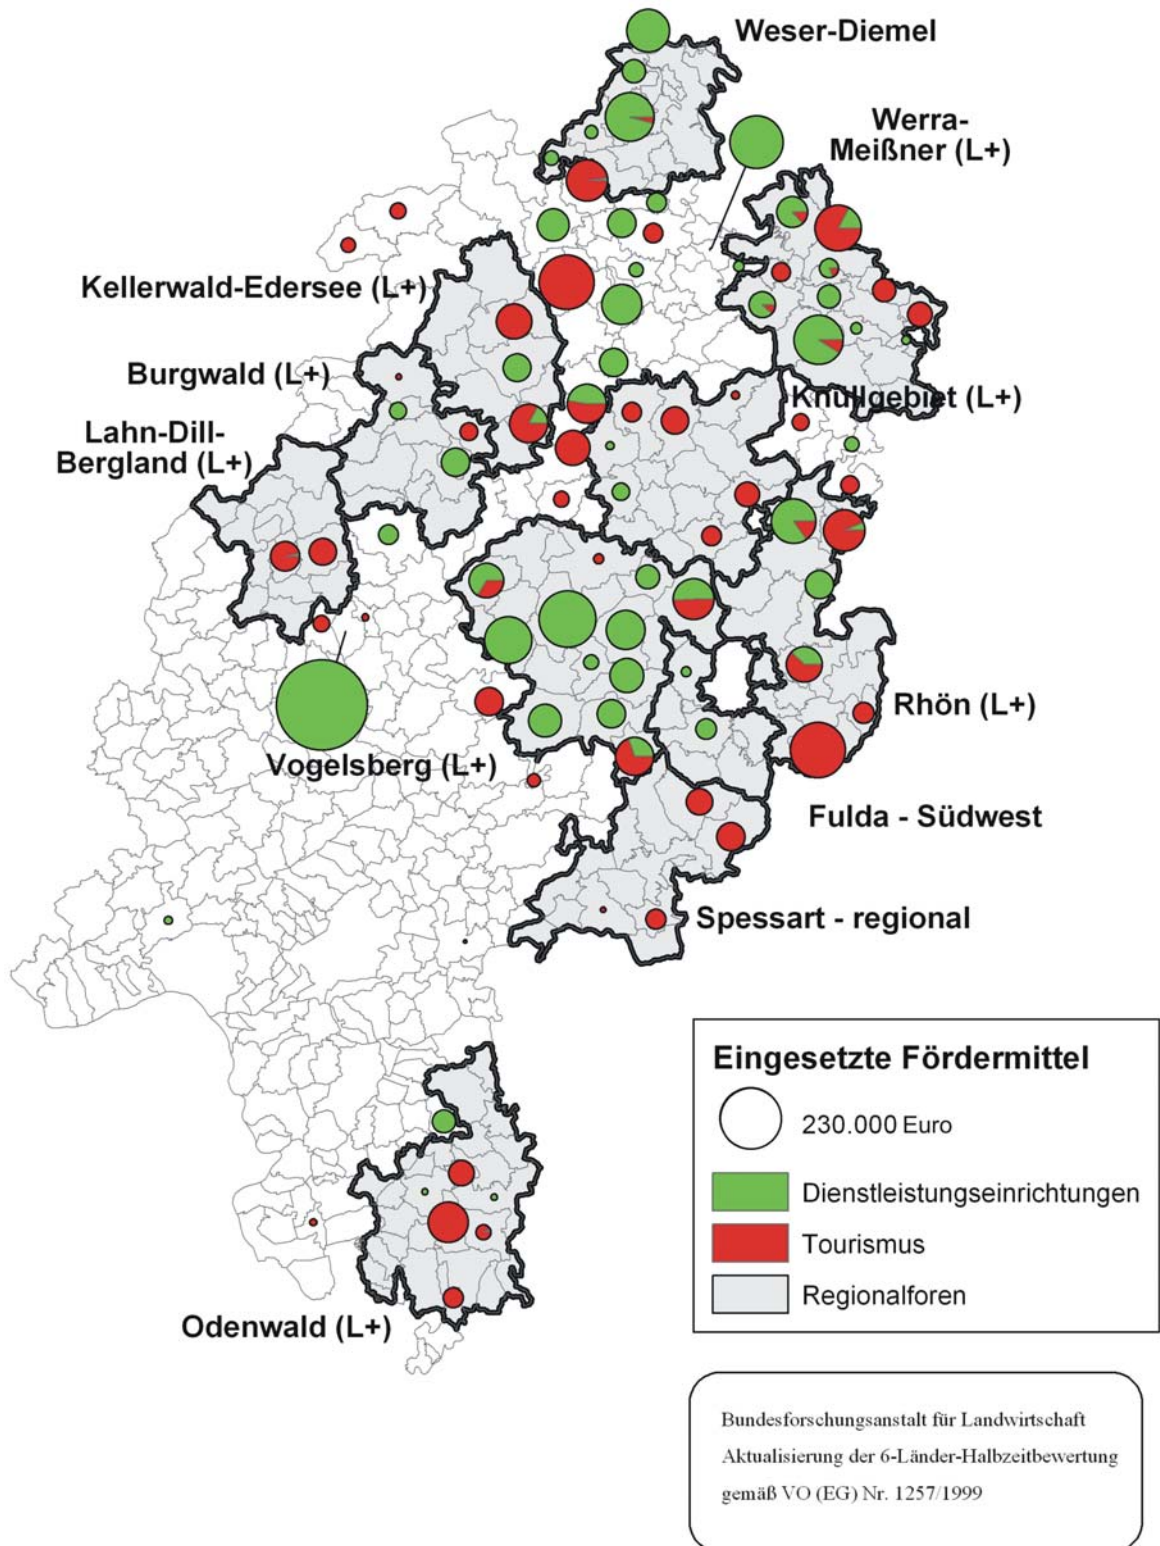 Weser-Diemel
Werra-
Meißner (L+)
Kellerwald-Edersee (L+)
Burgwald (L+)
Knüllgebiet (L+)
Lahn-Dill-
Bergland (L+)
Rhön (L+)
Vogelsberg (L+)
Fulda - Südwest
Spessart - regional
Odenwald (L+)
Eingesetzte Fördermittel
230.000 Euro
Dienstleistungseinrichtungen
Tourismus
Regionalforen
Bundesforschungsanstalt für Landwirtschaft
Aktualisierung der 6-Länder-Halbzeitbewertung
gemäß VO (EG) Nr. 1257/1999